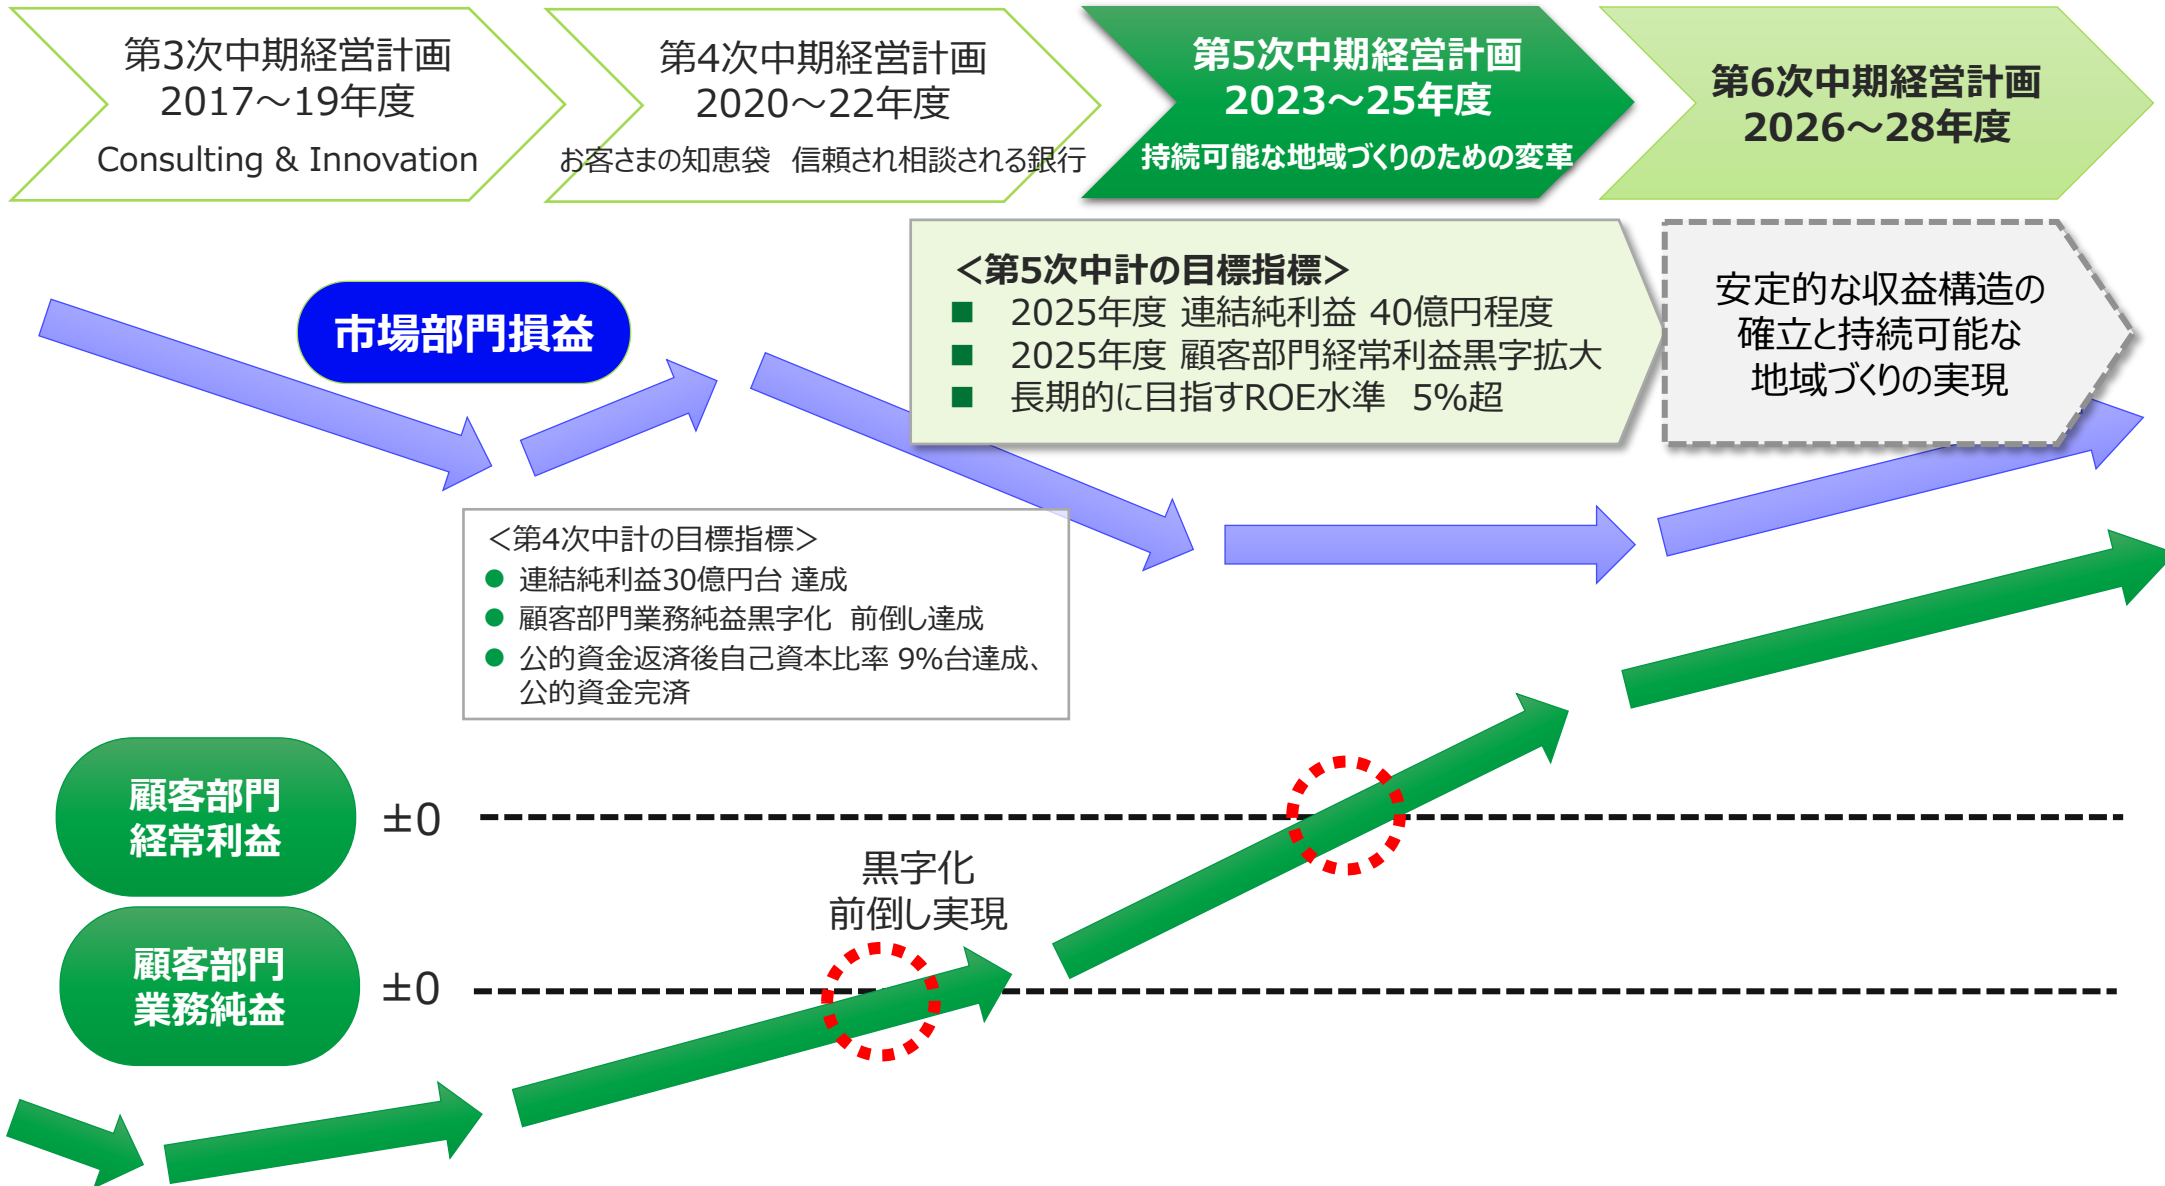 第3次中期経営計画
2017～19年度
Consulting & Innovation
第4次中期経営計画
2020～22年度
お客さまの知恵袋　信頼され相談される銀行
第5次中期経営計画
2023～25年度
持続可能な地域づくりのための変革
第6次中期経営計画
2026～28年度
＜第5次中計の目標指標＞
■ 2025年度 連結純利益 40億円程度
■ 2025年度 顧客部門経常利益黒字拡大
■ 長期的に目指すROE水準　5%超
安定的な収益構造の
確立と持続可能な
地域づくりの実現
市場部門損益
＜第4次中計の目標指標＞
● 連結純利益30億円台 達成
● 顧客部門業務純益黒字化　前倒し達成
● 公的資金返済後自己資本比率 9%台達成、
公的資金完済
顧客部門
経常利益
±0
黒字化
前倒し実現
顧客部門
業務純益
±0